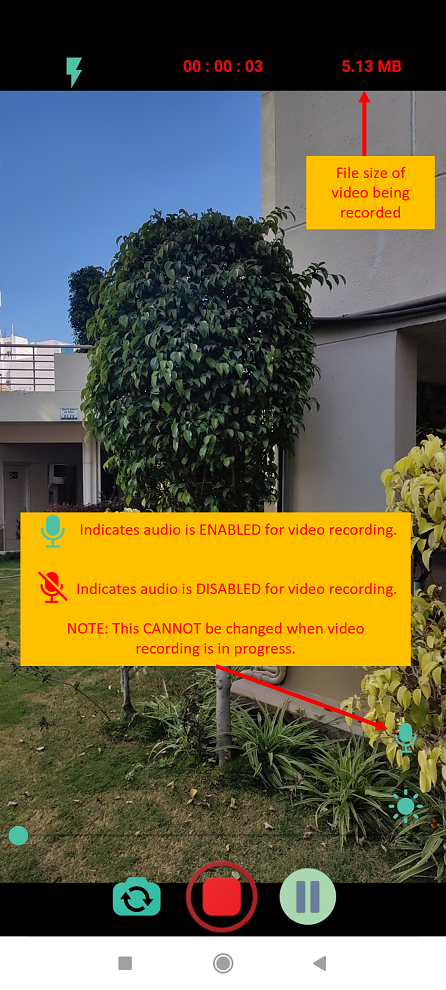 00 : 00 : 03
5.13 MB
File size of
video being
recorded
Indicates audio is ENABLED for video recording.
Indicates audio is DISABLED for video recording.
NOTE: This CANNOT be changed when video
recording is in progress.